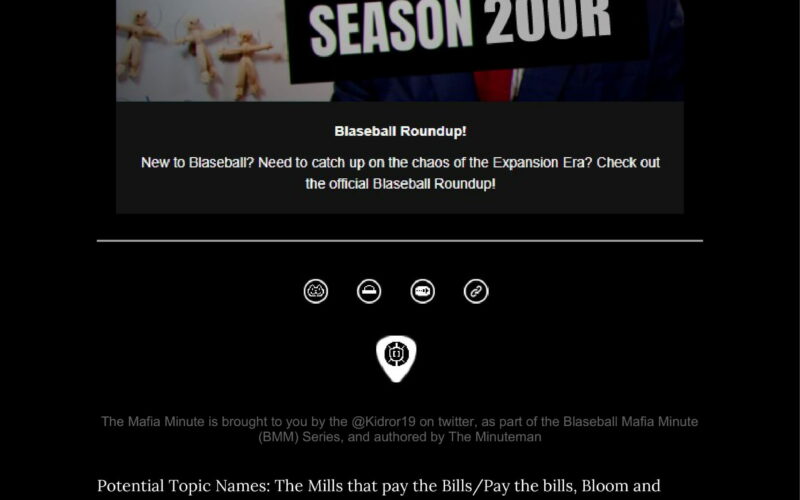 SEASON 200R
Blaseball Roundup!
New to Blaseball? Need to catch up on the chaos of the Expansion Era? Check out
the official Blaseball Roundup!
The Mafia Minute is brought to you by the @Kidror19 on twitter, as part of the Blaseball Mafia Minute
(BMM) Series, and authored by The Minuteman
Potential Topic Names: The Mills that pay the Bills/Pay the bills, Bloom and